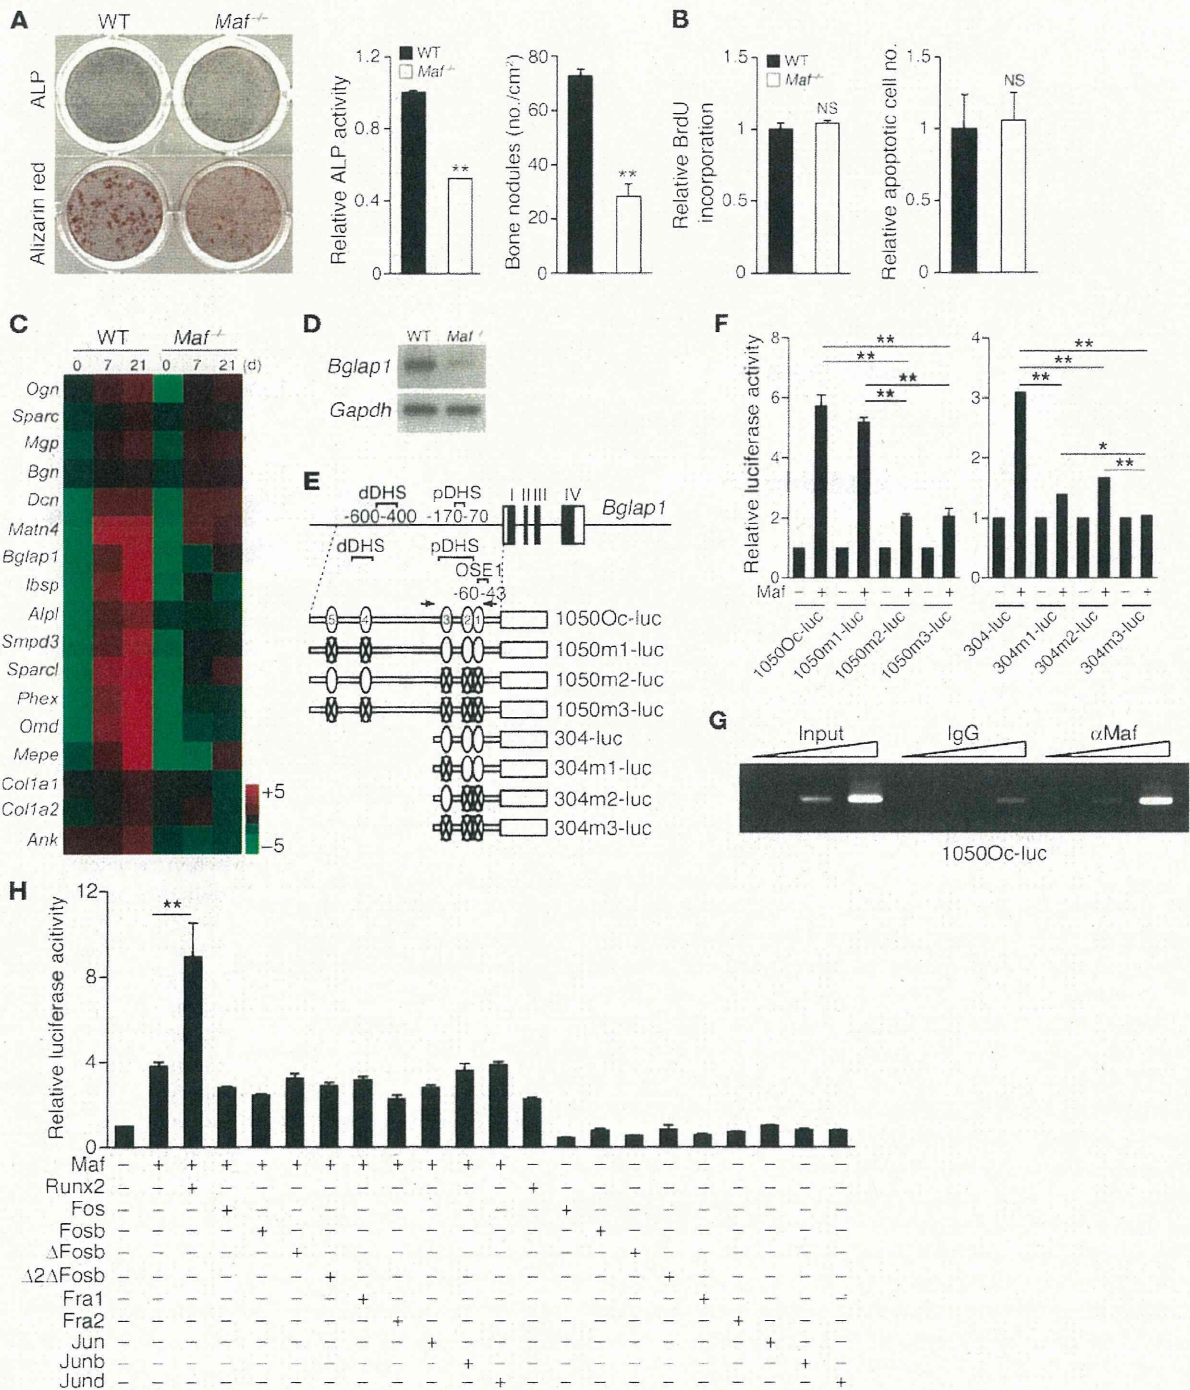 A
WT Maf-/-
ALP
Alizarin red
WT
Maf-/-
Relative ALP activity
1.2
0.8
0.4
0
**
Bone nodules (no./cm²)
80
60
40
20
0
**
B
WT
Maf-/-
Relative BrdU incorporation
1.5
1
0.5
0
NS
Relative apoptotic cell no.
1.5
1
0.5
0
NS
C
WT Maf-/-
0 7 21 0 7 21 (d)
Ogn
Sparc
Mgp
Bgn
Dcn
Matn4
Bglap1
Ibsp
Alpl
Smpd3
Sparcl
Phex
Omd
Mepe
Col1a1
Col1a2
Ank
+5
-5
D
WT Maf-/-
Bglap1
Gapdh
E
dDHS pDHS I II III IV Bglap1
-600-400 -170-70
dDHS pDHS
OSE1
-60-43
5 4 3 2 1 1050Oc-luc
1050m1-luc
1050m2-luc
1050m3-luc
304-luc
304m1-luc
304m2-luc
304m3-luc
F
Relative luciferase activity
8
6
4
2
0
**
**
**
**
Maf - + - + - + - +
1050Oc-luc
1050m1-luc
1050m2-luc
1050m3-luc
4
3
2
1
0
**
**
**
*
**
- + - + - + - +
304-luc
304m1-luc
304m2-luc
304m3-luc
G
Input IgG αMaf
1050Oc-luc
H
Relative luciferase acitivity
12
8
4
0
**
Maf - + + + + + + + + + + + - - - - - - - - - -
Runx2 - - + - - - - - - - - - + - - - - - - - - -
Fos - - - + - - - - - - - - - + - - - - - - - -
Fosb - - - - + - - - - - - - - - + - - - - - - -
ΔFosb - - - - - + - - - - - - - - - + - - - - - -
Δ2ΔFosb - - - - - - + - - - - - - - - - + - - - - -
Fra1 - - - - - - - + - - - - - - - - - + - - - -
Fra2 - - - - - - - - + - - - - - - - - - + - - -
Jun - - - - - - - - - + - - - - - - - - - + - -
Junb - - - - - - - - - - + - - - - - - - - - + -
Jund - - - - - - - - - - - + - - - - - - - - - +